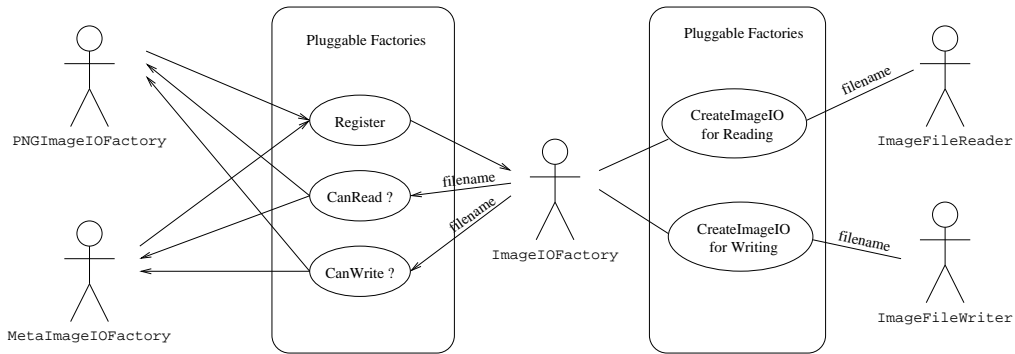 Pluggable Factories
Pluggable Factories
filename
CreateImageIO
for Reading
Register
PNGImageIOFactory
ImageFileReader
filename
CanRead ?
filename
CreateImageIO
for Writing
filename
ImageIOFactory
CanWrite ?
ImageFileWriter
MetaImageIOFactory